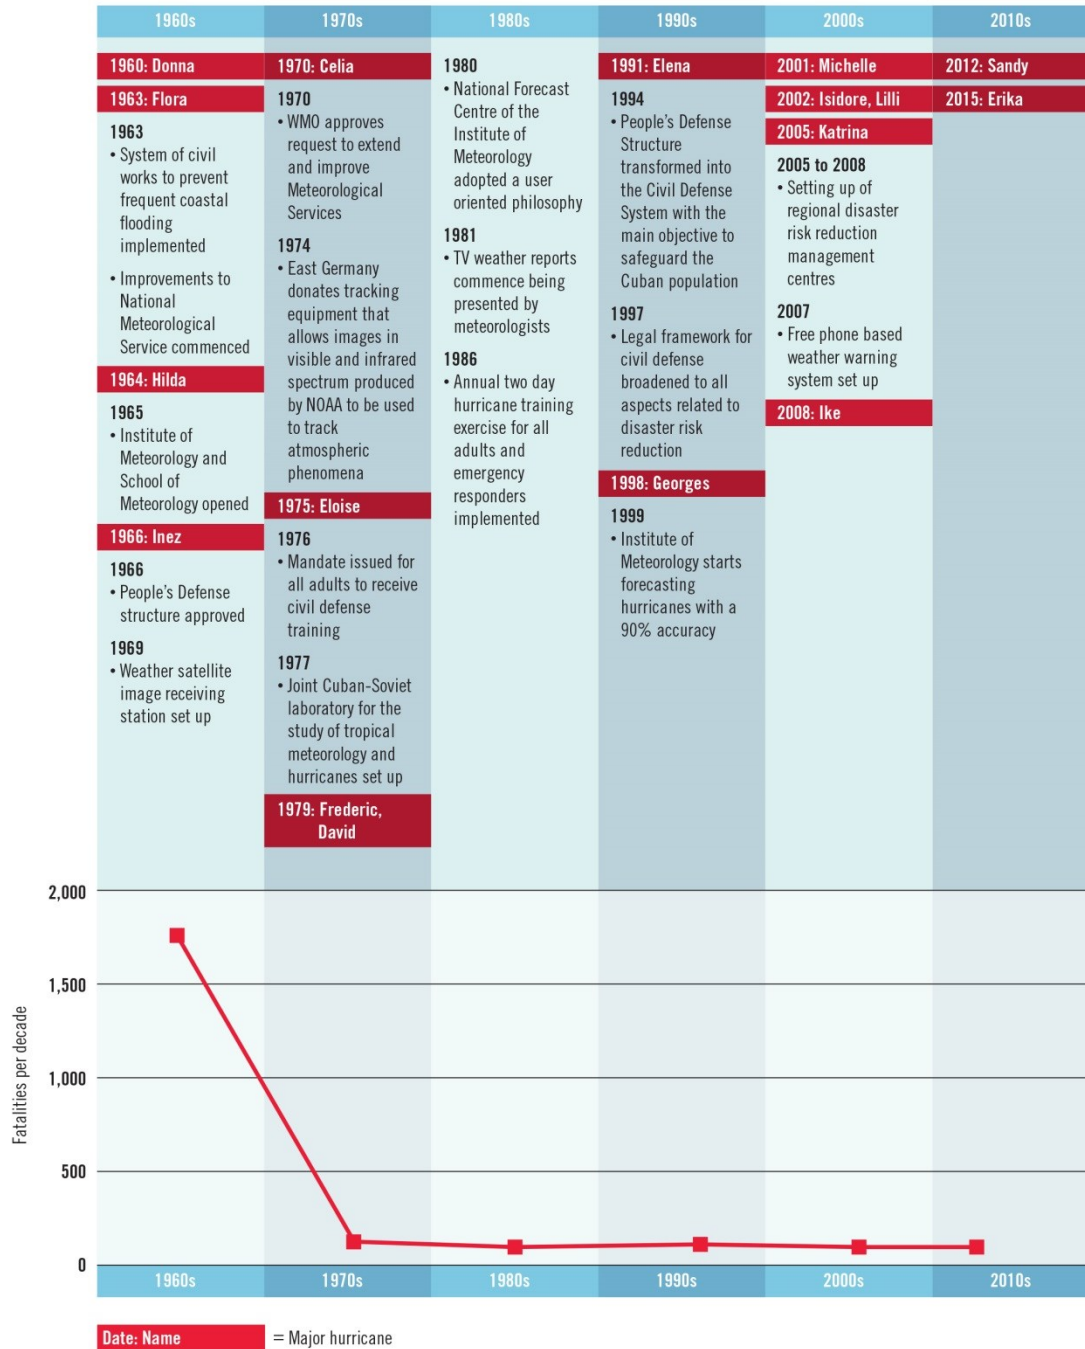 1960s
1970s
1980s
1990s
2000s
2010s
1960: Donna
1963: Flora
1963
• System of civil
works to prevent
frequent coastal
flooding
implemented
• Improvements to
National
Meteorological
Service commenced
1964: Hilda
1965
• Institute of
Meteorology and
School of
Meteorology opened
1966: Inez
1966
• People's Defense
structure approved
1969
• Weather satellite
image receiving
station set up
1970: Celia
1970
• WMO approves
request to extend
and improve
Meteorological
Services
1974
• East Germany
donates tracking
equipment that
allows images in
visible and infrared
spectrum produced
by NOAA to be used
to track
atmospheric
phenomena
1975: Eloise
1976
• Mandate issued for
all adults to receive
civil defense
training
1977
• Joint Cuban-Soviet
laboratory for the
study of tropical
meteorology and
hurricanes set up
1979: Frederic,
David
1980
• National Forecast
Centre of the
Institute of
Meteorology
adopted a user
oriented philosophy
1981
• TV weather reports
commence being
presented by
meteorologists
1986
• Annual two day
hurricane training
exercise for all
adults and
emergency
responders
implemented
1991: Elena
1994
• People's Defense
Structure
transformed into
the Civil Defense
System with the
main objective to
safeguard the
Cuban population
1997
• Legal framework for
civil defense
broadened to all
aspects related to
disaster risk
reduction
1998: Georges
1999
• Institute of
Meteorology starts
forecasting
hurricanes with a
90% accuracy
2001: Michelle
2002: Isidore, Lilli
2005: Katrina
2005 to 2008
• Setting up of
regional disaster
risk reduction
management
centres
2007
• Free phone based
weather warning
system set up
2008: Ike
2012: Sandy
2015: Erika
2,000
1,500
1,000
500
0
Fatalities per decade
1960s
1970s
1980s
1990s
2000s
2010s
Date: Name
= Major hurricane